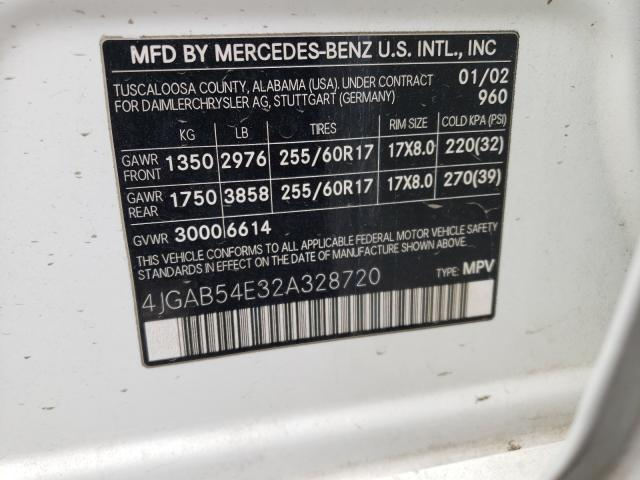 MFD BY MERCEDES-BENZ U.S. INTL., INC
TUSCALOOSA COUNTY, ALABAMA (USA). UNDER CONTRACT 01/02
FOR DAIMLERCHRYSLER AG, STUTTGART (GERMANY) 960
KG LB TIRES RIM SIZE COLD KPA (PSI)
GAWR FRONT 1350 2976 255/60R17 17X8.0 220(32)
GAWR REAR 1750 3858 255/60R17 17X8.0 270(39)
GVWR 3000 6614
THIS VEHICLE CONFORMS TO ALL APPLICABLE FEDERAL MOTOR VEHICLE SAFETY
STANDARDS IN EFFECT ON THE DATE OF MANUFACTURE SHOWN ABOVE.
4JGAB54E32A328720 TYPE: MPV